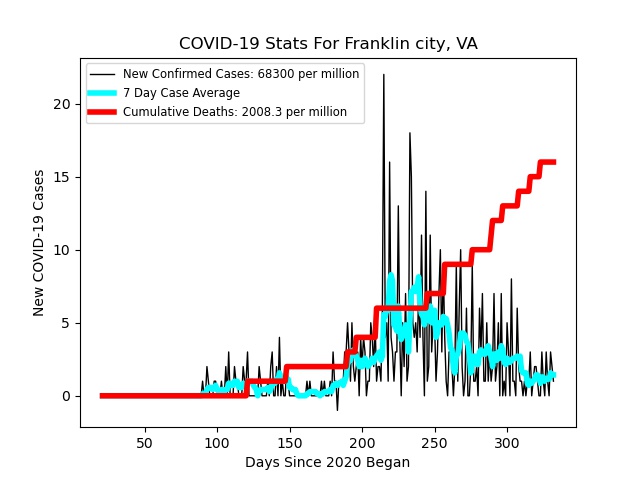 COVID-19 Stats For Franklin city, VA
New Confirmed Cases: 68300 per million
7 Day Case Average
Cumulative Deaths: 2008.3 per million
New COVID-19 Cases
20
15
10
5
0
50 100 150 200 250 300
Days Since 2020 Began